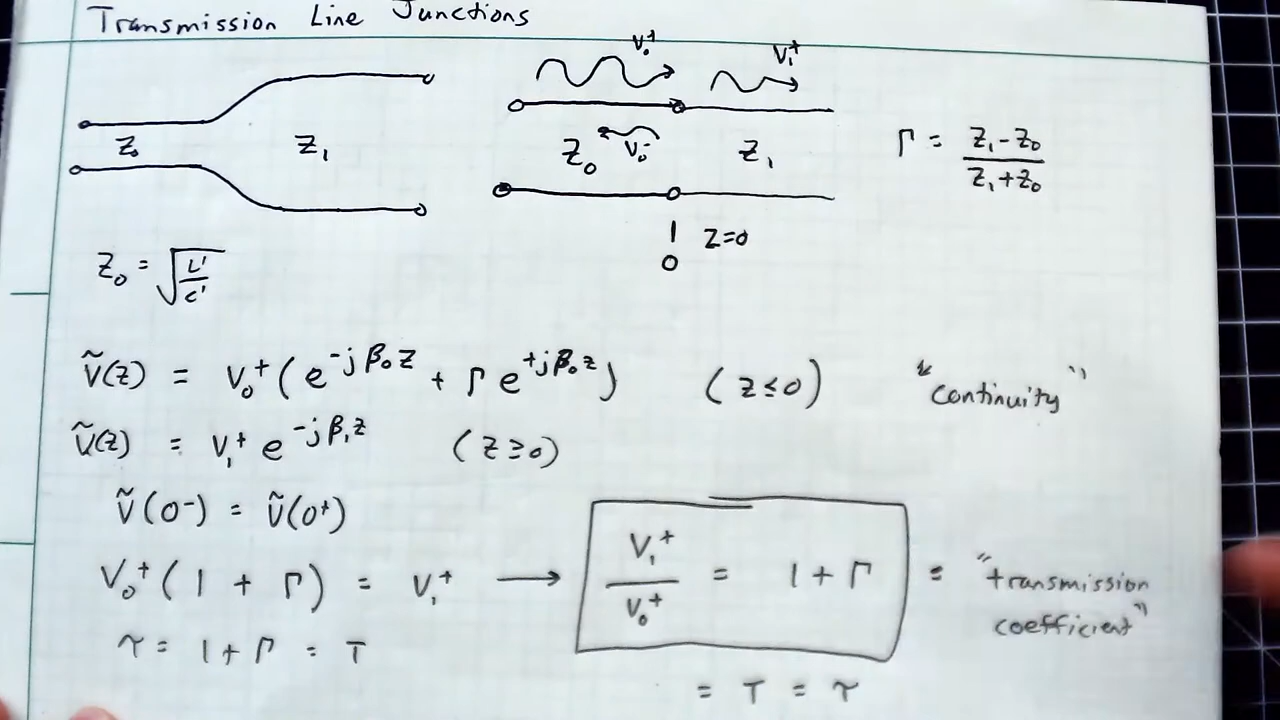 Transmission Line Junctions
V₀⁺ V₁⁺
Z₀ Z₁
Z₀ V₀⁻ Z₁
Γ = (Z₁ - Z₀) / (Z₁ + Z₀)
Z = 0
0
Z₀ = √(L'/C')
Ṽ(z) = V₀⁺ ( e^{-jβ₀z} + Γ e^{+jβ₀z} ) ( z ≤ 0 ) "continuity"
Ṽ(z) = V₁⁺ e^{-jβ₁z} ( z ≥ 0 )
Ṽ(0⁻) = Ṽ(0⁺)
V₀⁺ ( 1 + Γ ) = V₁⁺ → V₁⁺ / V₀⁺ = 1 + Γ = "transmission
coefficient"
τ = 1 + Γ = T
= T = τ